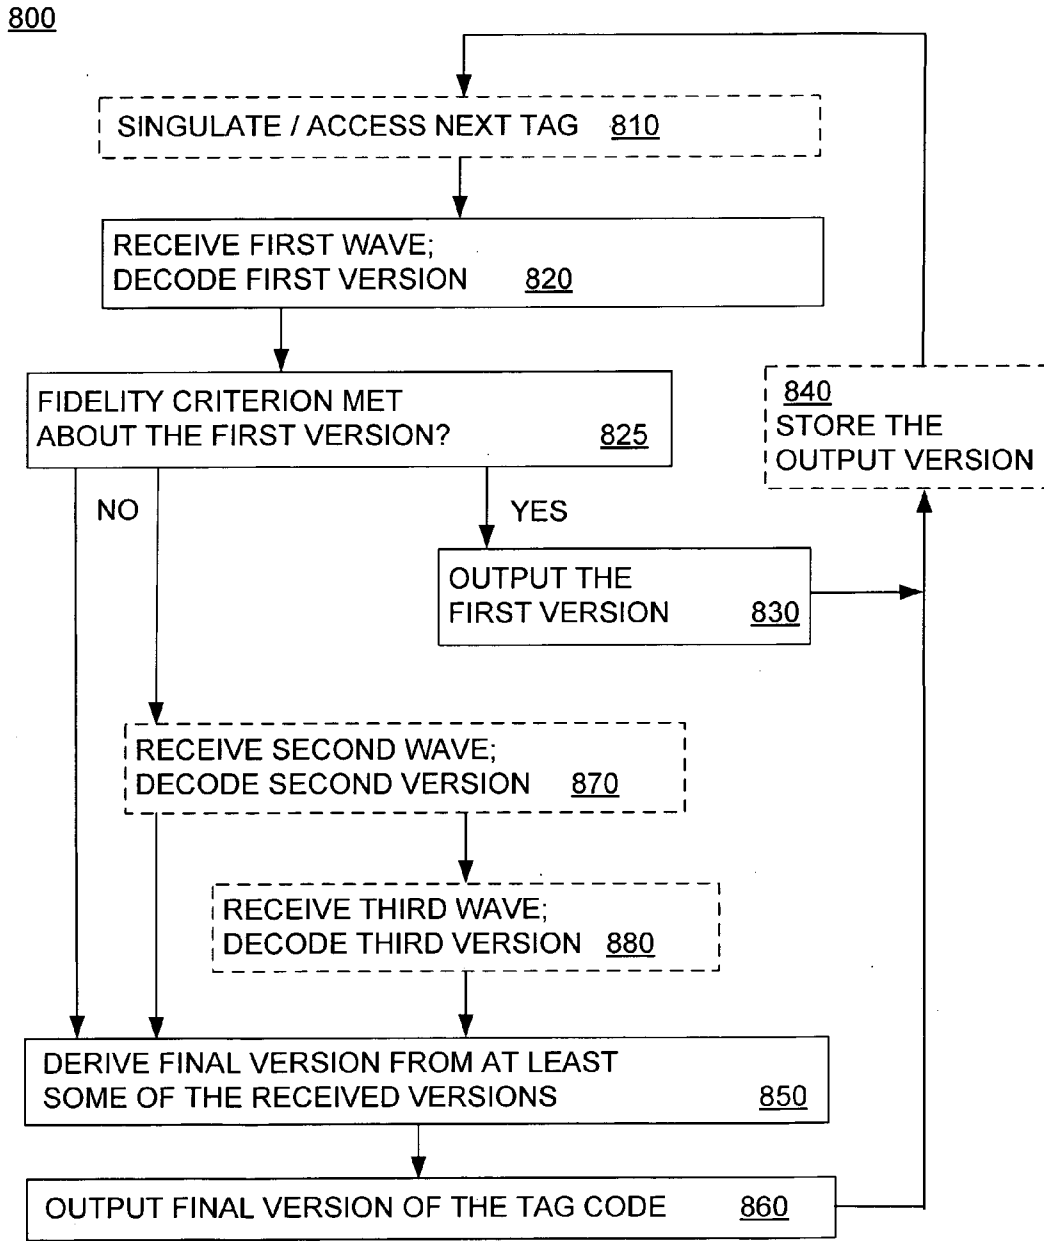 800
SINGULATE / ACCESS NEXT TAG 810
RECEIVE FIRST WAVE;
DECODE FIRST VERSION 820
FIDELITY CRITERION MET
ABOUT THE FIRST VERSION? 825
840
STORE THE
OUTPUT VERSION
NO
YES
OUTPUT THE
FIRST VERSION 830
RECEIVE SECOND WAVE;
DECODE SECOND VERSION 870
RECEIVE THIRD WAVE;
DECODE THIRD VERSION 880
DERIVE FINAL VERSION FROM AT LEAST
SOME OF THE RECEIVED VERSIONS 850
OUTPUT FINAL VERSION OF THE TAG CODE 860